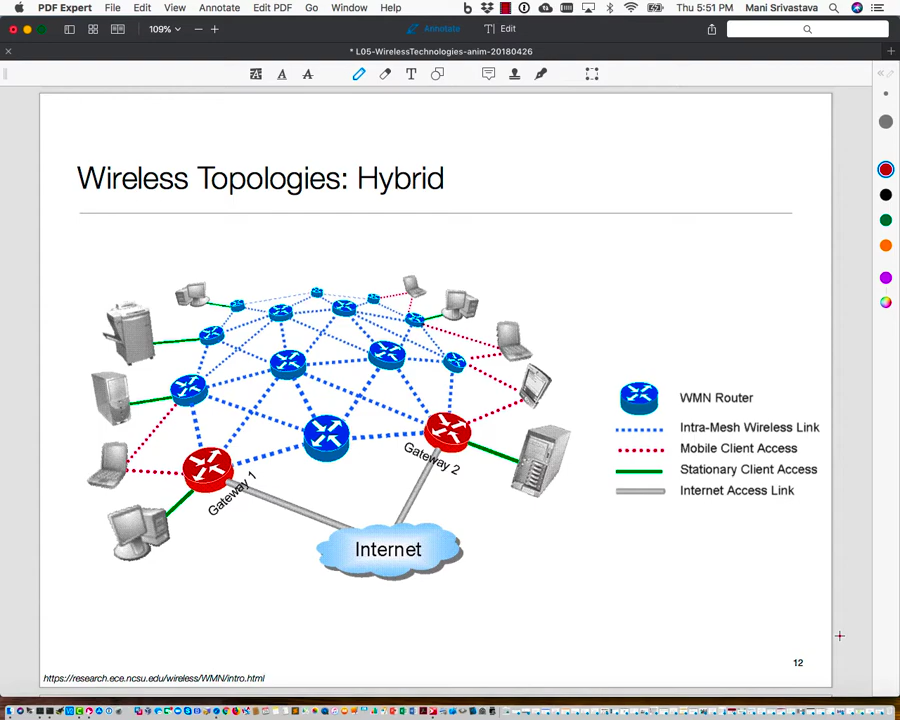 PDF Expert File Edit View Annotate Edit PDF Go Window Help Thu 5:51 PM Mani Srivastava
109% Annotate Edit
* L05-WirelessTechnologies-anim-20180426
Wireless Topologies: Hybrid
WMN Router
Intra-Mesh Wireless Link
Mobile Client Access
Stationary Client Access
Internet Access Link
Gateway 2
Gateway 1
Internet
12
https://research.ece.ncsu.edu/wireless/WMN/intro.html